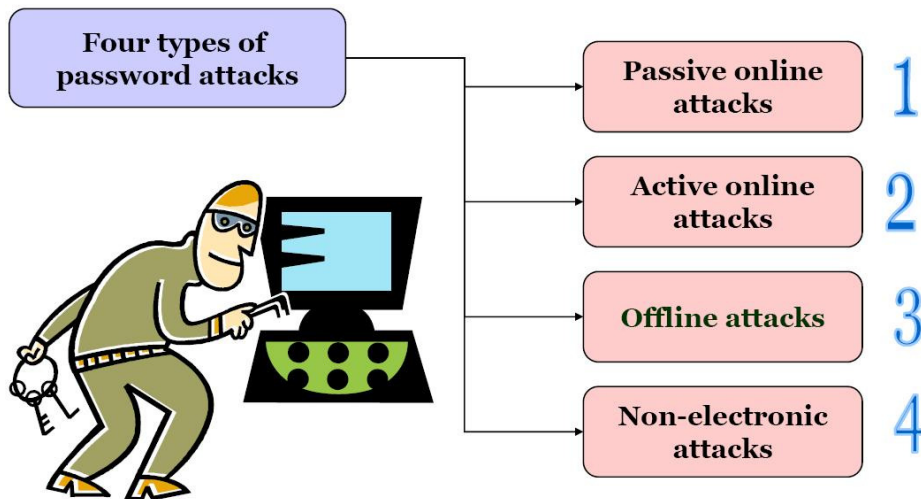 Four types of
password attacks
Passive online
attacks
1
Active online
attacks
2
Offline attacks
3
Non-electronic
attacks
4